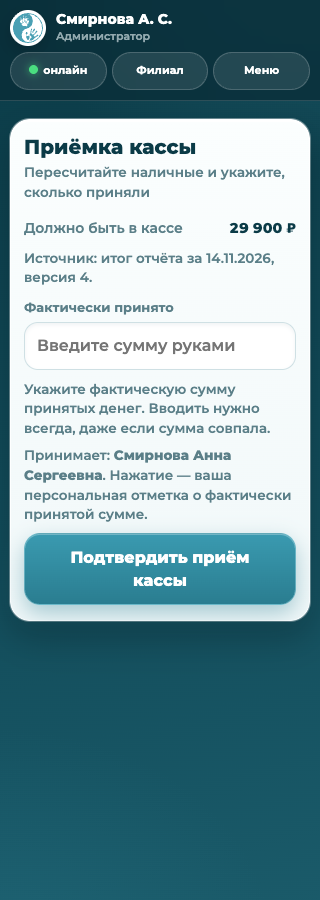 Смирнова А. С.
Администратор
онлайн
Филиал
Меню
Приёмка кассы
Пересчитайте наличные и укажите,
сколько приняли
Должно быть в кассе 29 900 ₽
Источник: итог отчёта за 14.11.2026,
версия 4.
Фактически принято
Введите сумму руками
Укажите фактическую сумму
принятых денег. Вводить нужно
всегда, даже если сумма совпала.
Принимает: Смирнова Анна
Сергеевна. Нажатие — ваша
персональная отметка о фактически
принятой сумме.
Подтвердить приём
кассы